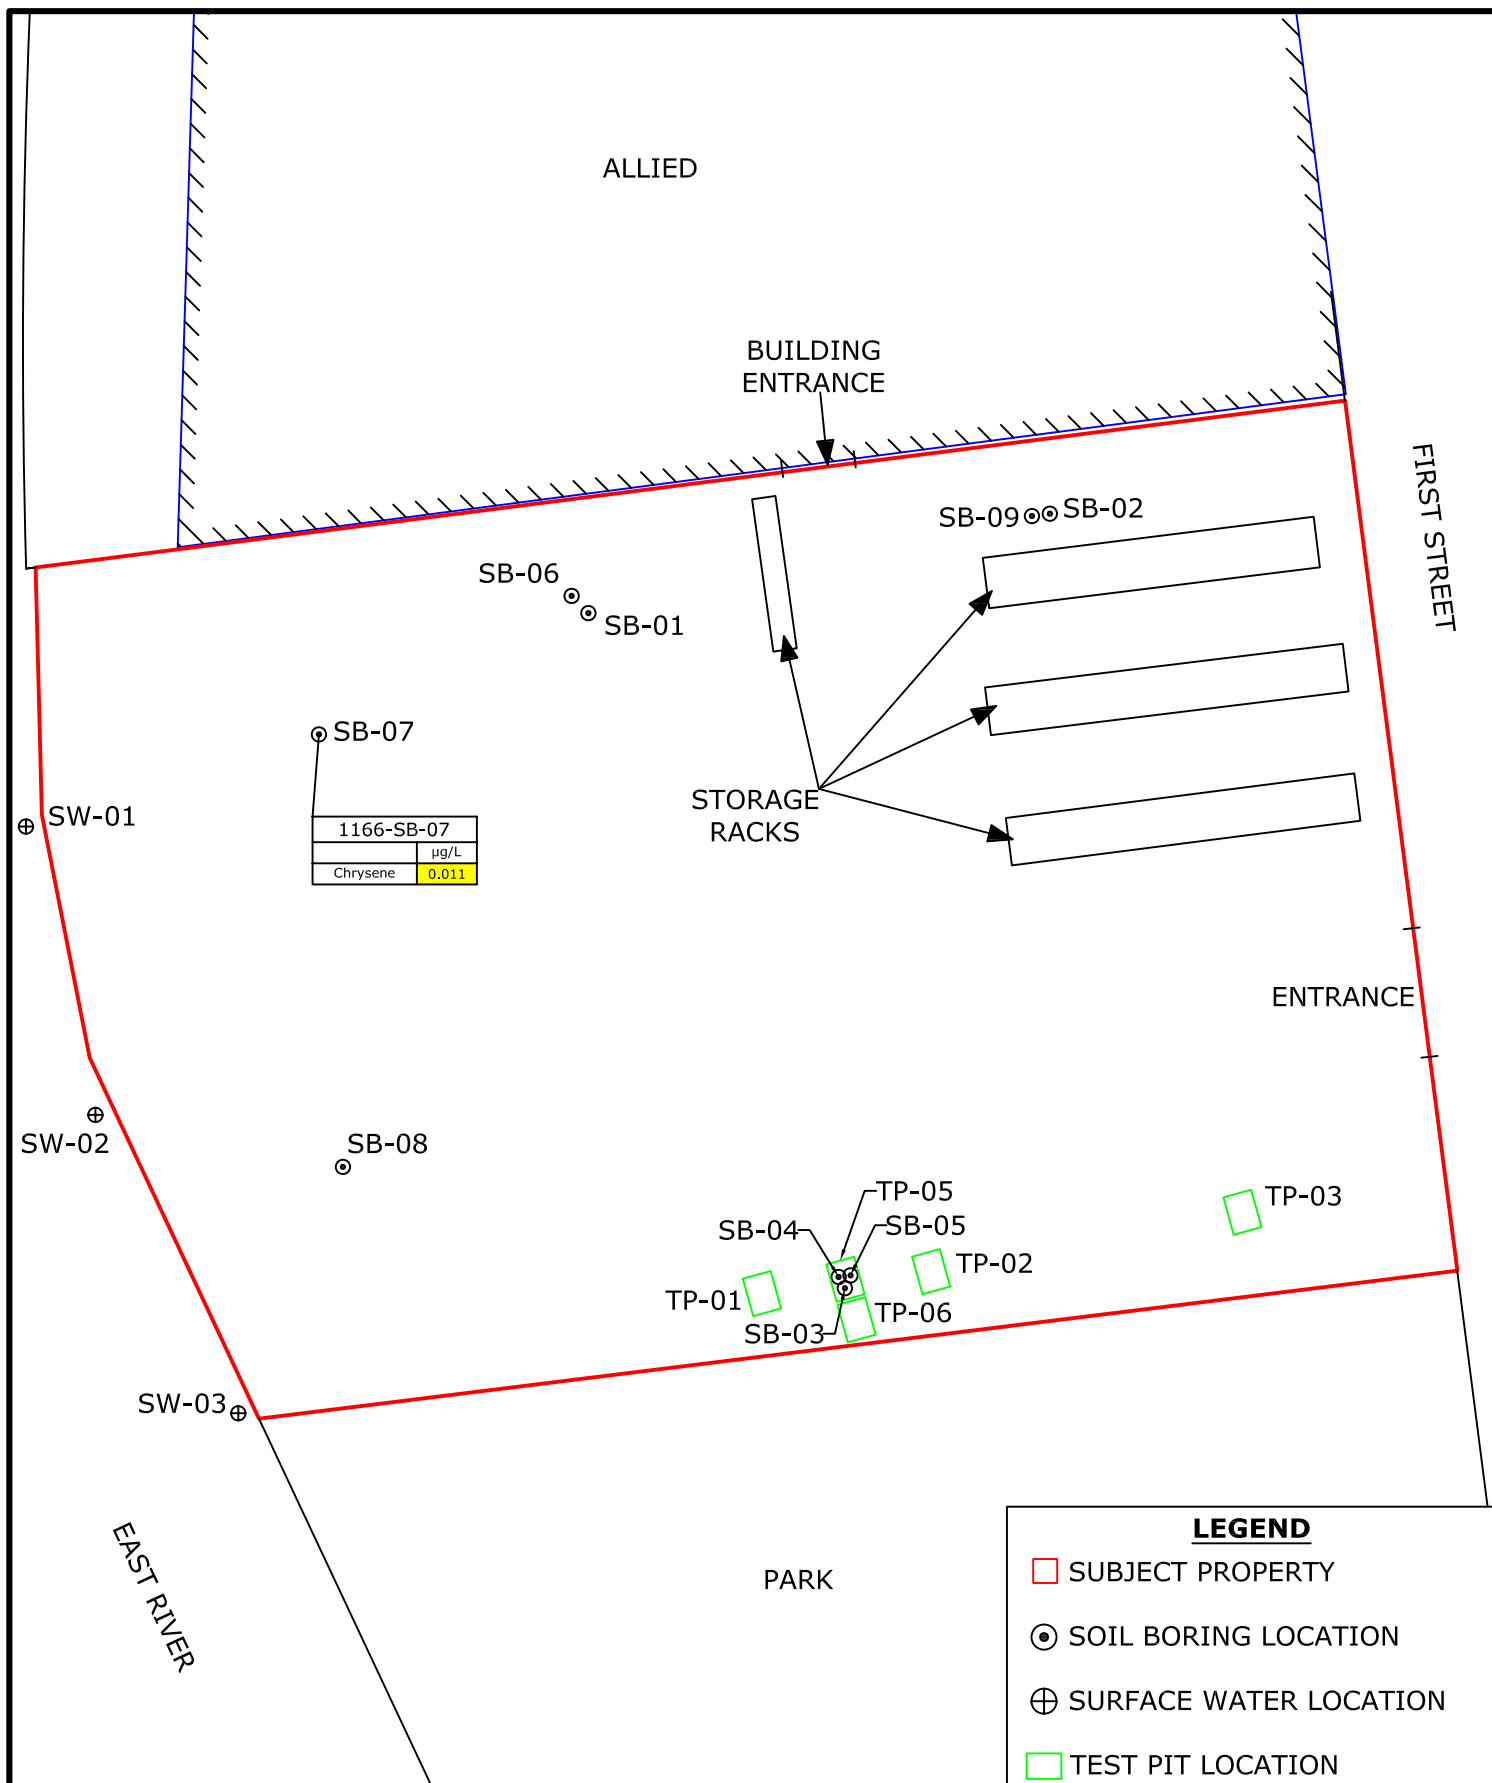 ALLIED
BUILDING
ENTRANCE
FIRST STREET
SB-09
SB-02
SB-06
SB-01
SB-07
SW-01
1166-SB-07
µg/L
Chrysene 0.011
STORAGE
RACKS
ENTRANCE
SW-02
SB-08
TP-05
TP-03
SB-04
SB-05
TP-02
TP-01
TP-06
SB-03
SW-03
EAST RIVER
PARK
LEGEND
SUBJECT PROPERTY
SOIL BORING LOCATION
SURFACE WATER LOCATION
TEST PIT LOCATION